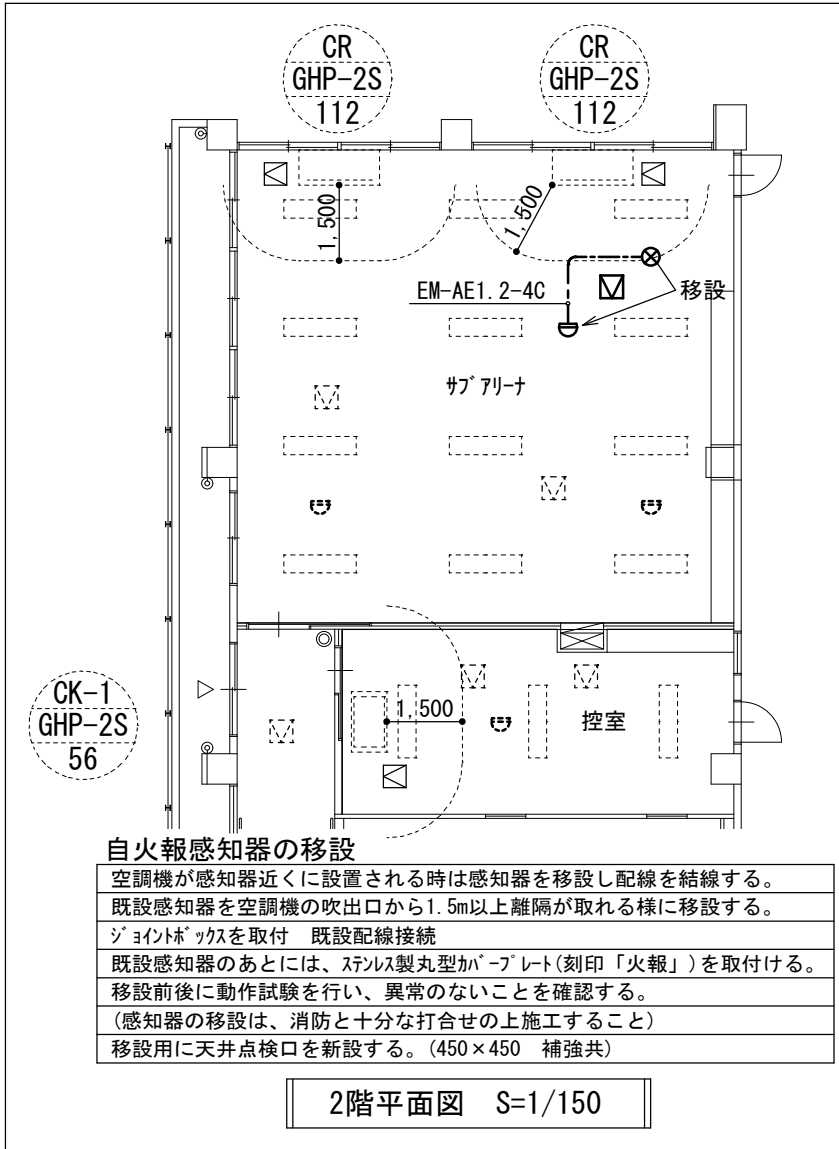 CR
GHP-2S
112
CR
GHP-2S
112
1,500
1,500
EM-AE1.2-4C
移設
ｻﾌﾞｱﾘｰﾅ
CK-1
GHP-2S
56
1,500
控室
自火報感知器の移設
空調機が感知器近くに設置される時は感知器を移設し配線を結線する。
既設感知器を空調機の吹出口から1.5m以上離隔が取れる様に移設する。
ｼﾞｮｲﾝﾄﾎﾞｯｸｽを取付　既設配線接続
既設感知器のあとには、ｽﾃﾝﾚｽ製丸型ｶﾊﾞｰﾌﾟﾚｰﾄ(刻印「火報」)を取付ける。
移設前後に動作試験を行い、異常のないことを確認する。
(感知器の移設は、消防と十分な打合せの上施工すること)
移設用に天井点検口を新設する。(450×450　補強共)
2階平面図　S=1/150